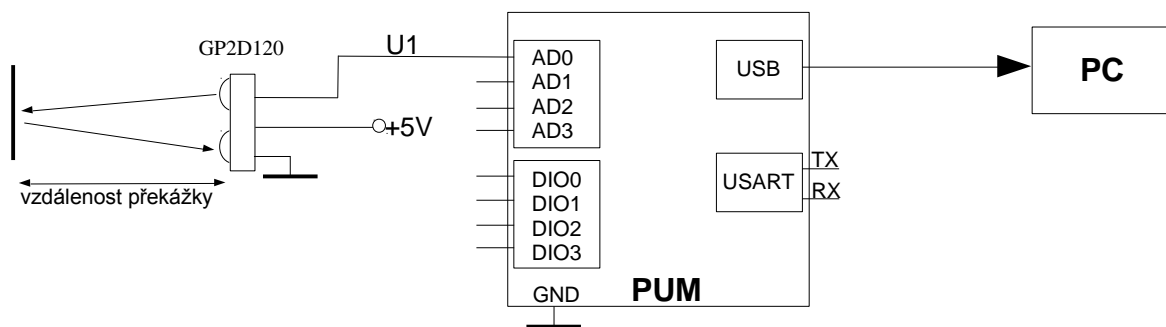 GP2D120
U1
+5V
vzdálenost překážky
AD0
AD1
AD2
AD3
DIO0
DIO1
DIO2
DIO3
GND
PUM
USB
USART
TX
RX
PC